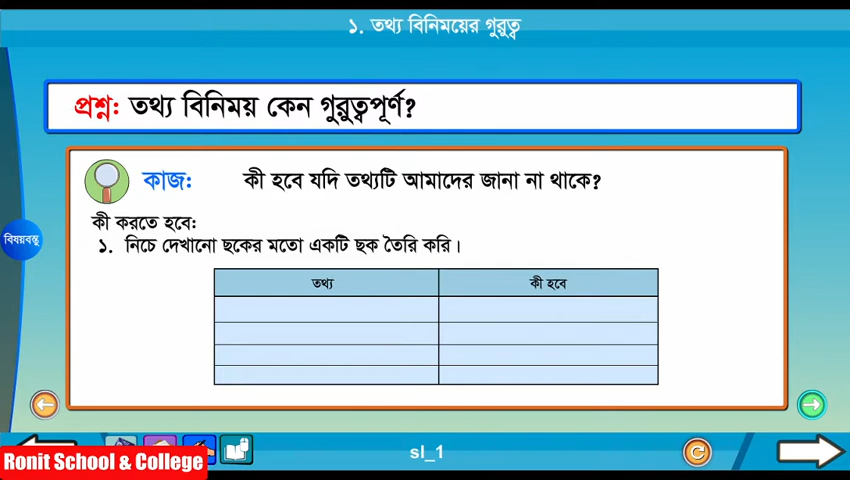 ১. তথ্য বিনিময়ের গুরুত্ব
প্রশ্ন: তথ্য বিনিময় কেন গুরুত্বপূর্ণ?
কাজ: কী হবে যদি তথ্যটি আমাদের জানা না থাকে?
কী করতে হবে:
১. নিচে দেখানো ছকের মতো একটি ছক তৈরি করি।
বিষয়বস্তু
তথ্য কী হবে
sl_1
Ronit School & College